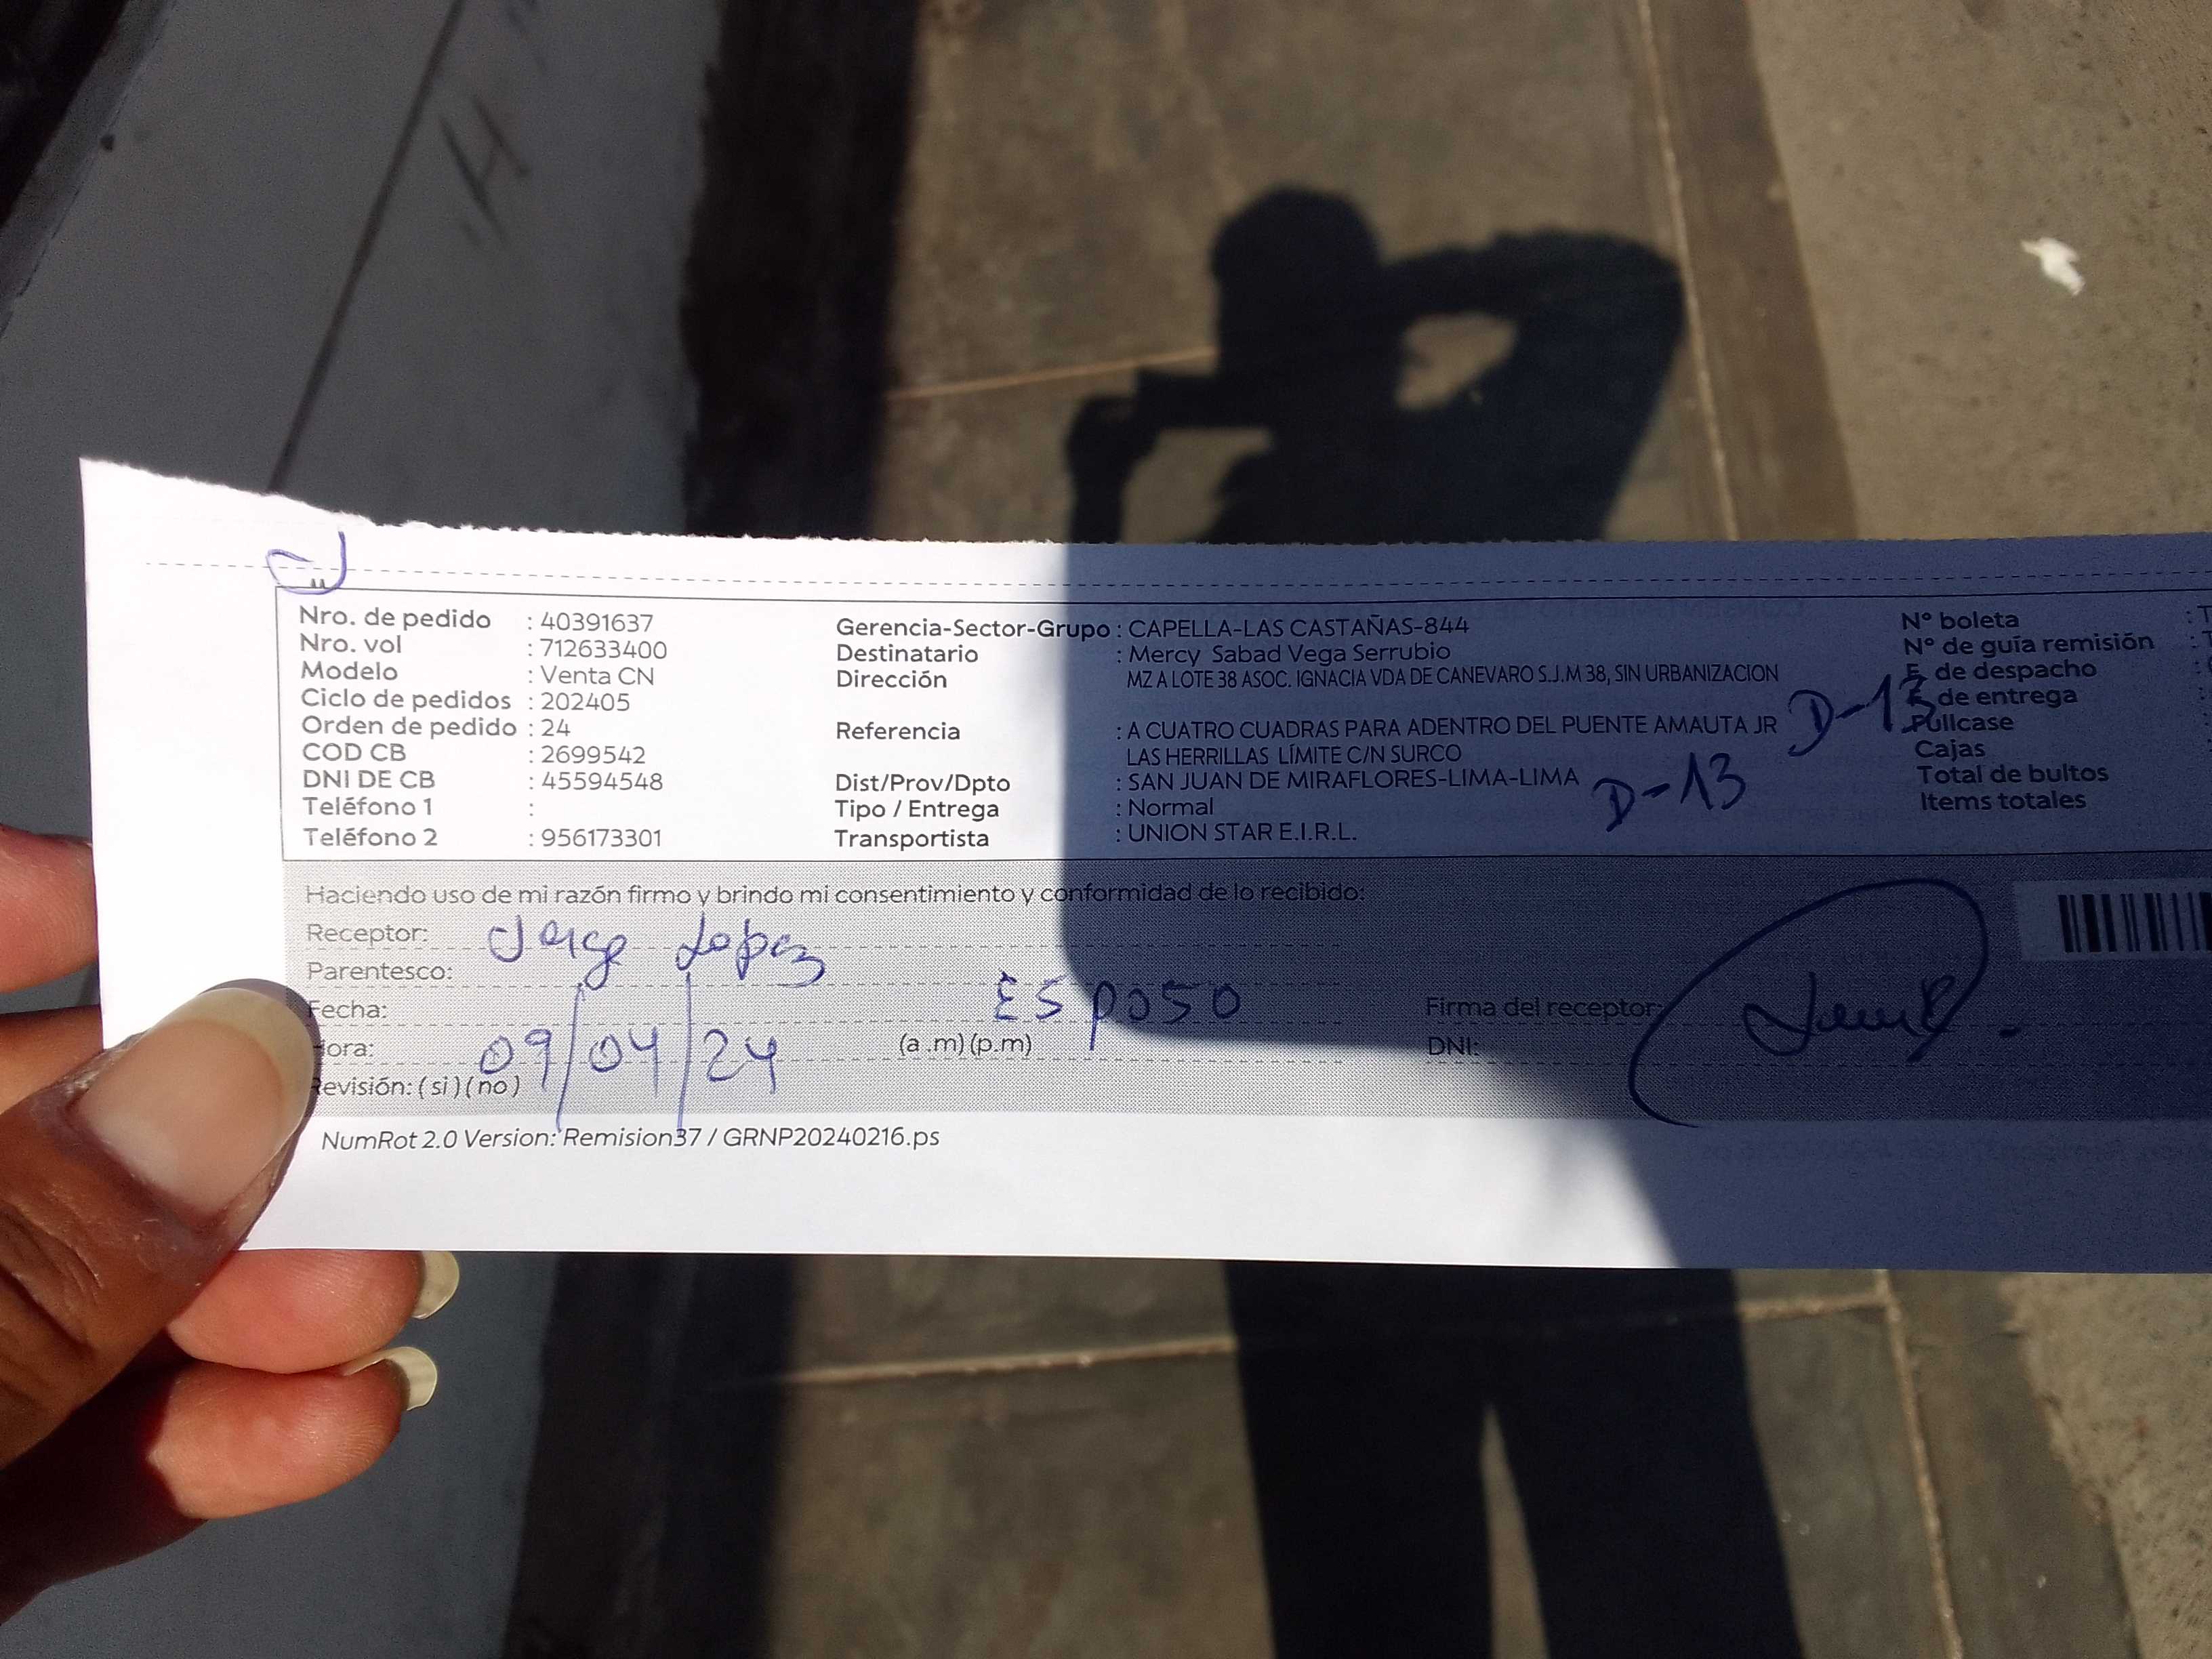 Nro. de pedido : 40391637
Nro. vol : 712633400
Modelo : Venta CN
Ciclo de pedidos : 202405
Orden de pedido : 24
COD CB : 2699542
DNI DE CB : 45594548
Teléfono 1 :
Teléfono 2 : 956173301
Gerencia-Sector-Grupo : CAPELLA-LAS CASTAÑAS-844
Destinatario : Mercy Sabad Vega Serrubio
Dirección MZ A LOTE 38 ASOC. IGNACIA VDA DE CANEVARO S.J.M 38, SIN URBANIZACION
Referencia : A CUATRO CUADRAS PARA ADENTRO DEL PUENTE AMAUTA JR
LAS HERRILLAS LÍMITE C/N SURCO
Dist/Prov/Dpto : SAN JUAN DE MIRAFLORES-LIMA-LIMA
Tipo / Entrega : Normal
Transportista : UNION STAR E.I.R.L.
D-13
D-13
N° boleta :
N° de guía remisión :
F. de despacho :
de entrega :
Fullcase
Cajas
Total de bultos
Items totales
Haciendo uso de mi razón firmo y brindo mi consentimiento y conformidad de lo recibido:
Receptor: Jorge Lopez
Parentesco: Esposo
Fecha: 09/04/24
Hora: (a .m) (p.m)
Revisión: ( si ) ( no )
Firma del receptor:
DNI:
NumRot 2.0 Version: Remision37 / GRNP20240216.ps
H